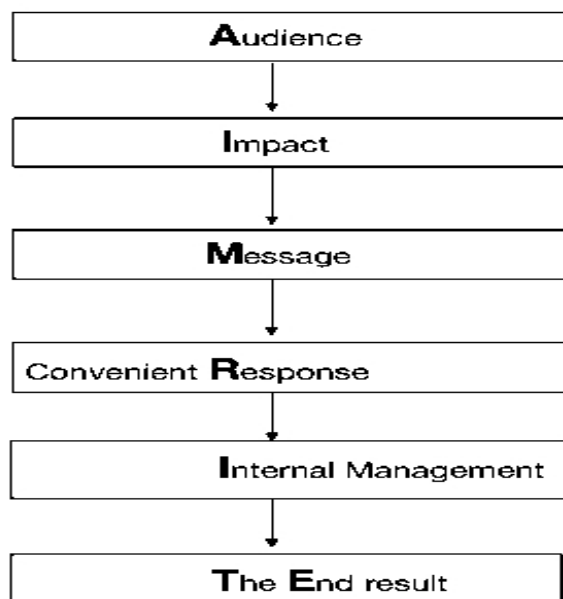 Audience
Impact
Message
Convenient Response
Internal Management
The End result